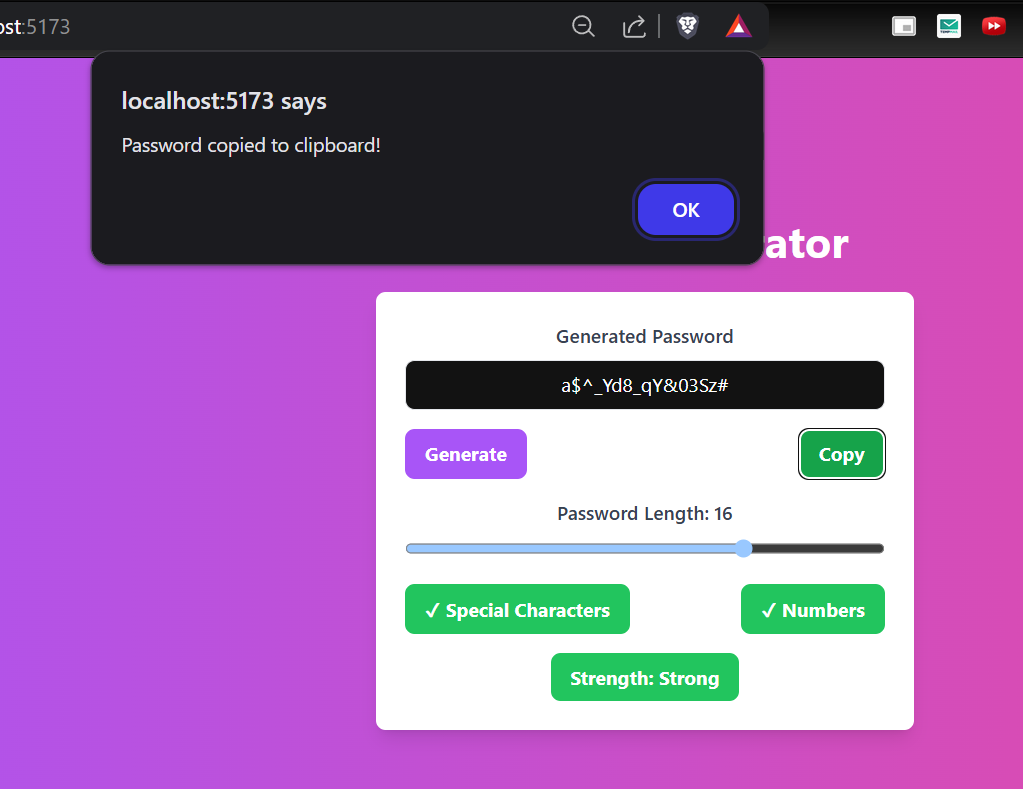 ost:5173
localhost:5173 says
Password copied to clipboard!
OK
ator
Generated Password
a$^_Yd8_qY&03Sz#
Generate
Copy
Password Length: 16
✓ Special Characters
✓ Numbers
Strength: Strong